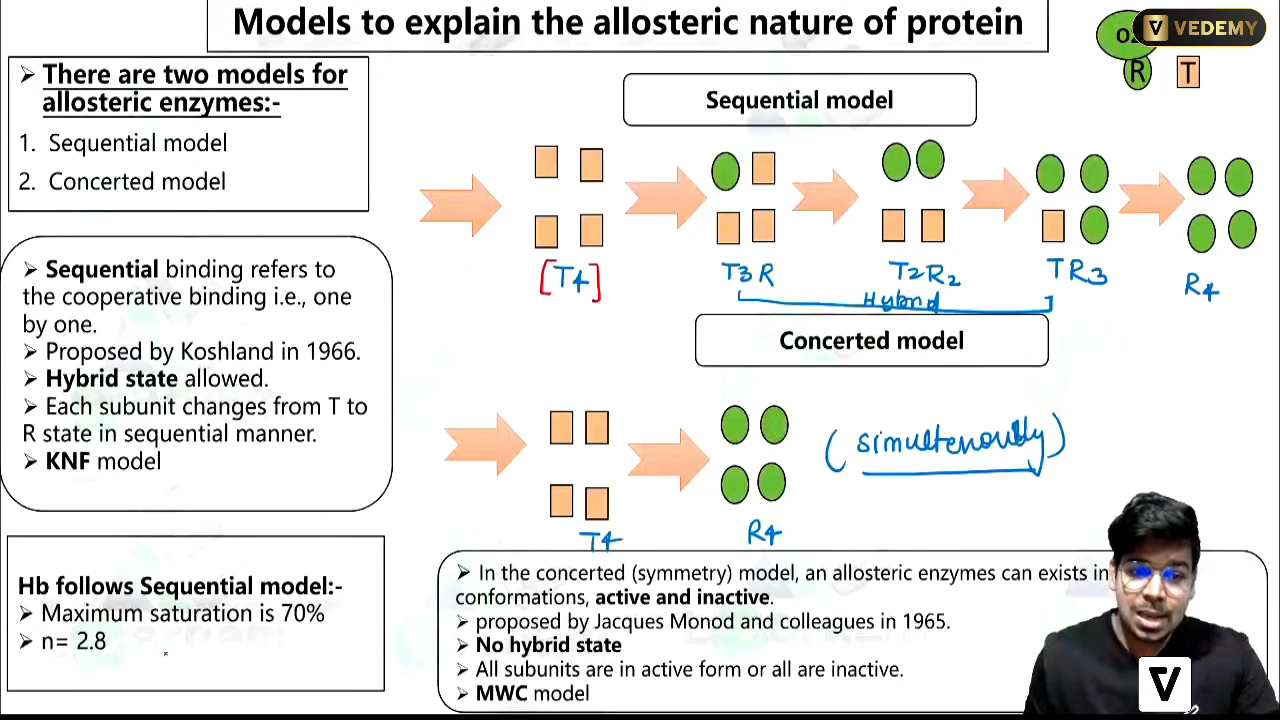 Models to explain the allosteric nature of protein
VEDEMY
R
T
➢ There are two models for
allosteric enzymes:-
1. Sequential model
2. Concerted model
Sequential model
[T4]
T3R
T2R2
TR3
R4
Hybrid
➢ Sequential binding refers to
the cooperative binding i.e., one
by one.
➢ Proposed by Koshland in 1966.
➢ Hybrid state allowed.
➢ Each subunit changes from T to
R state in sequential manner.
➢ KNF model
Concerted model
T4
R4
Hb follows Sequential model:-
➢ Maximum saturation is 70%
➢ n= 2.8
➢ In the concerted (symmetry) model, an allosteric enzymes can exists in
conformations, active and inactive.
➢ proposed by Jacques Monod and colleagues in 1965.
➢ No hybrid state
➢ All subunits are in active form or all are inactive.
➢ MWC model